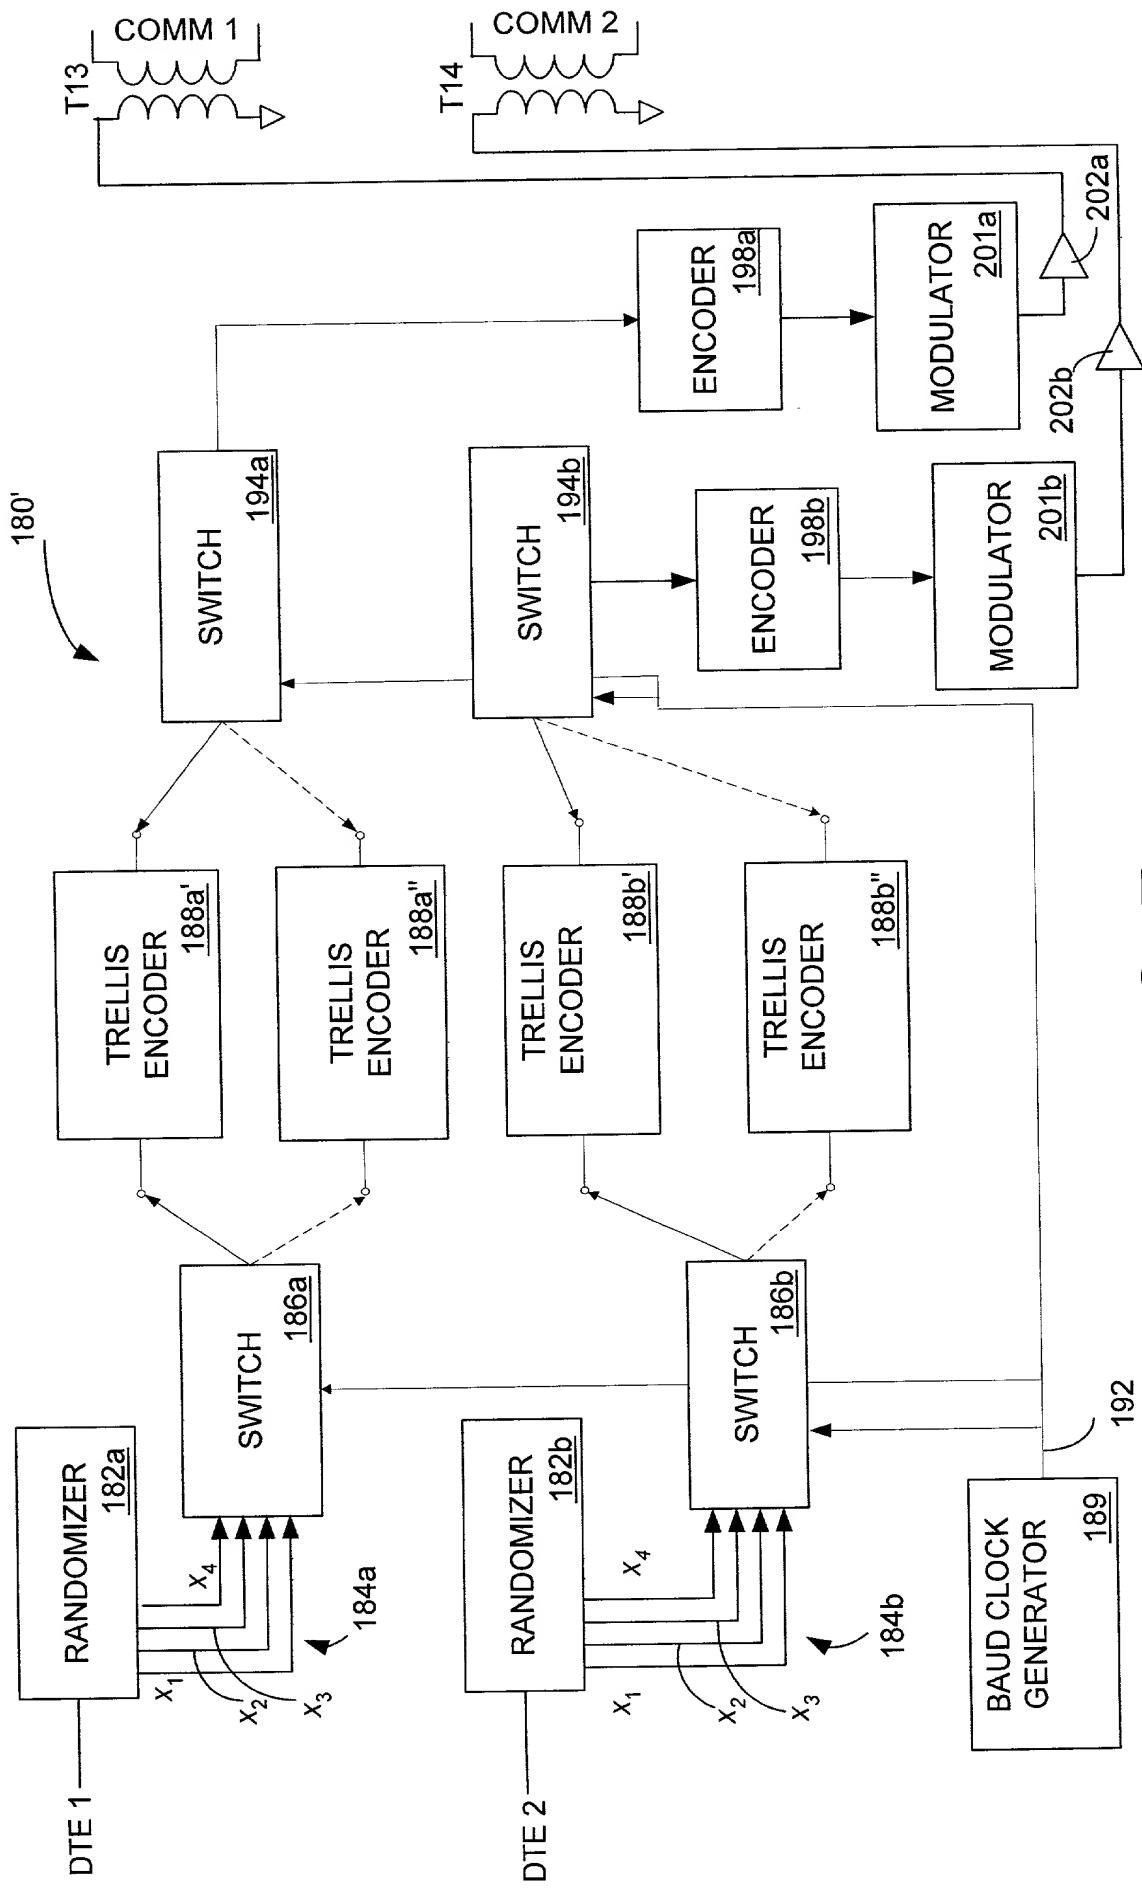 180'
DTE 1
RANDOMIZER
182a
X1
X2
X3
X4
184a
SWITCH
186a
TRELLIS
ENCODER
188a'
TRELLIS
ENCODER
188a"
SWITCH
194a
ENCODER
198a
MODULATOR
201a
202a
T13
COMM 1
DTE 2
RANDOMIZER
182b
X1
X2
X3
X4
184b
SWITCH
186b
TRELLIS
ENCODER
188b'
TRELLIS
ENCODER
188b"
SWITCH
194b
ENCODER
198b
MODULATOR
201b
202b
T14
COMM 2
BAUD CLOCK
GENERATOR
189
192